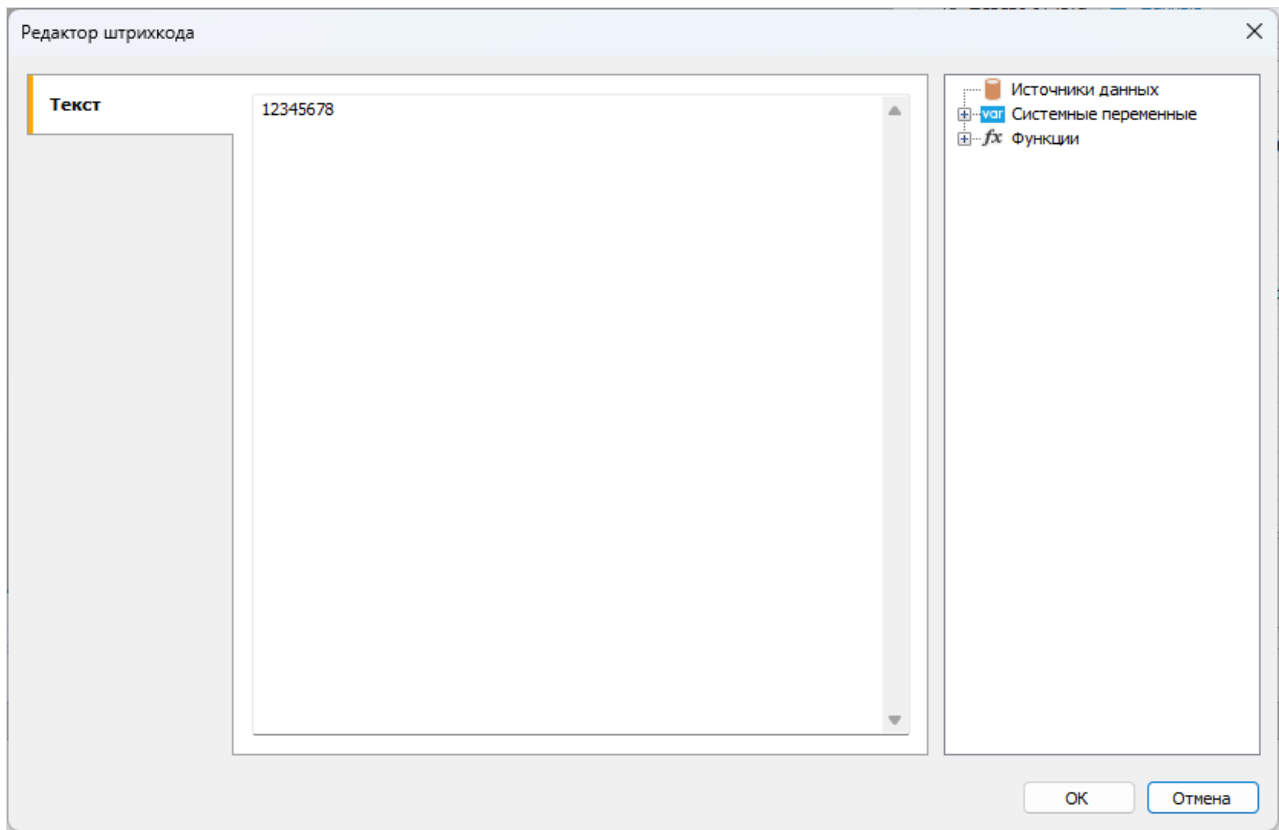 Редактор штрихкода
Текст
12345678
Источники данных
var Системные переменные
fx Функции
OK
Отмена